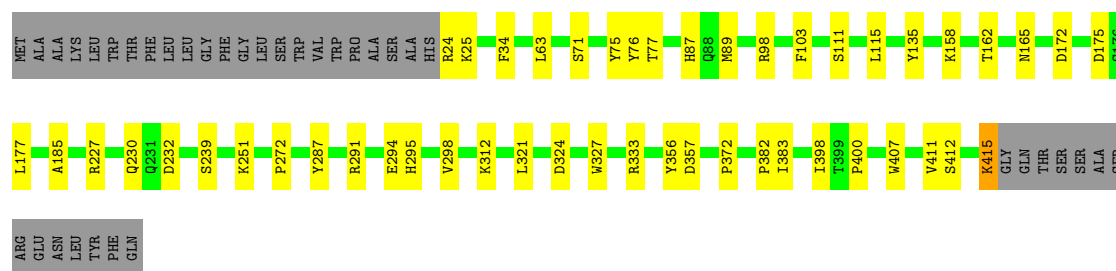 MET ALA ALA LYS LEU TRP THR PHE LEU LEU GLY PHE GLY LEU SER TRP VAL TRP PRO ALA SER ALA HIS R24 K25 F34 L63 S71 Y75 Y76 T77 H87 Q88 M89 R98 F103 S111 L115 Y135 K158 T162 N165 D172 D175 S176
L177 A185 R227 Q230 Q231 D232 S239 K251 P272 Y287 R291 E294 H295 V298 K312 L321 D324 W327 R333 Y356 D357 P372 P382 I383 I398 T399 P400 W407 V411 S412 K415 GLY GLN THR SER SER ALA SER
ARG GLU ASN LEU TYR PHE GLN